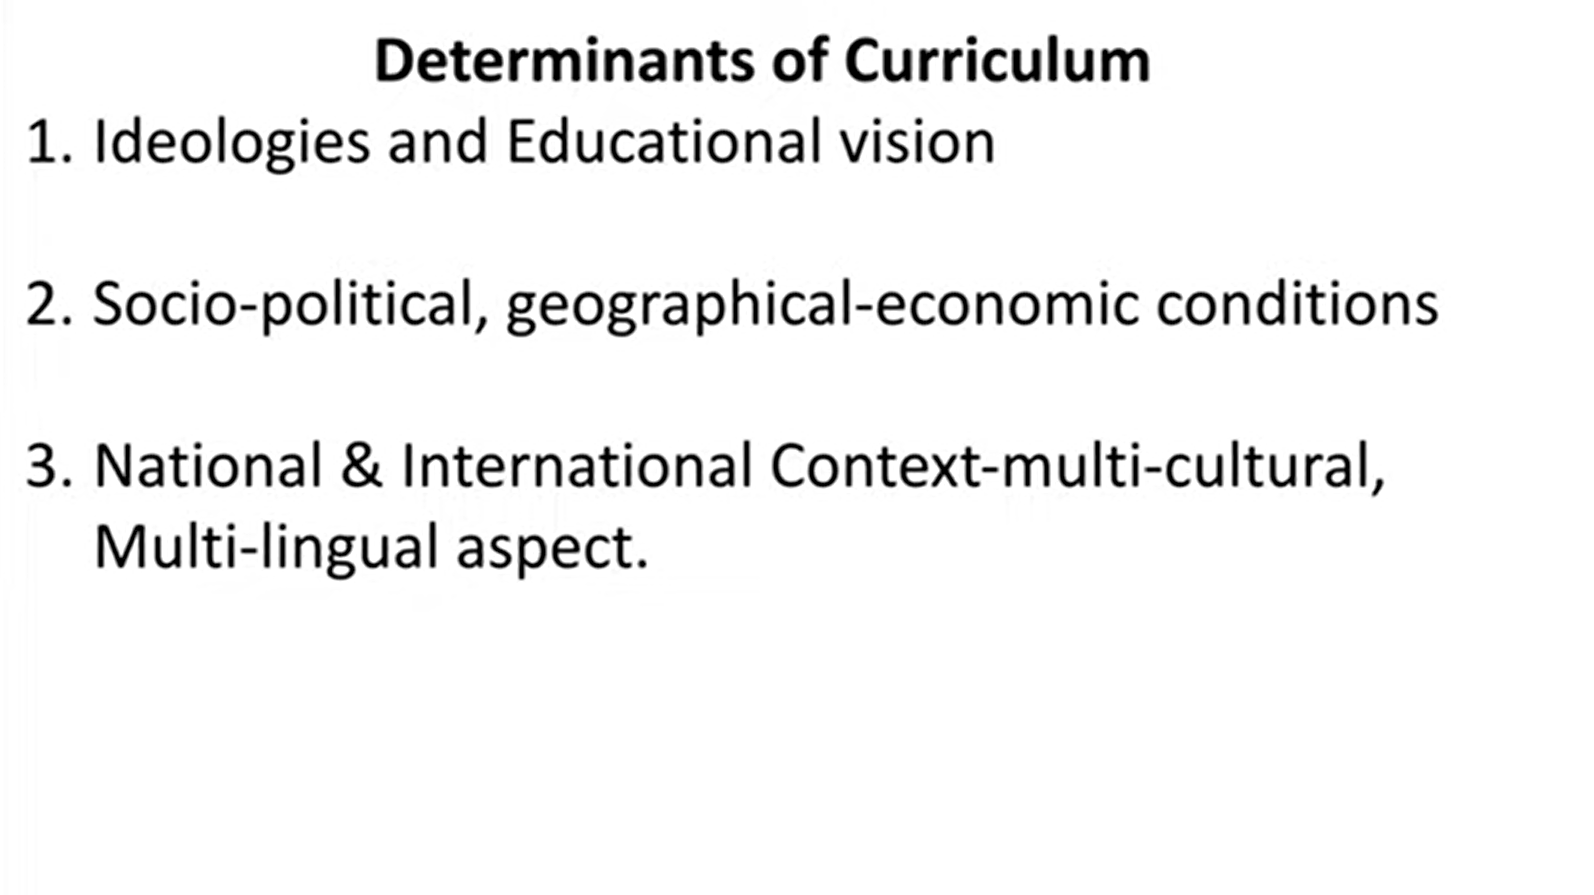 Determinants of Curriculum
1. Ideologies and Educational vision
2. Socio-political, geographical-economic conditions
3. National & International Context-multi-cultural,
Multi-lingual aspect.